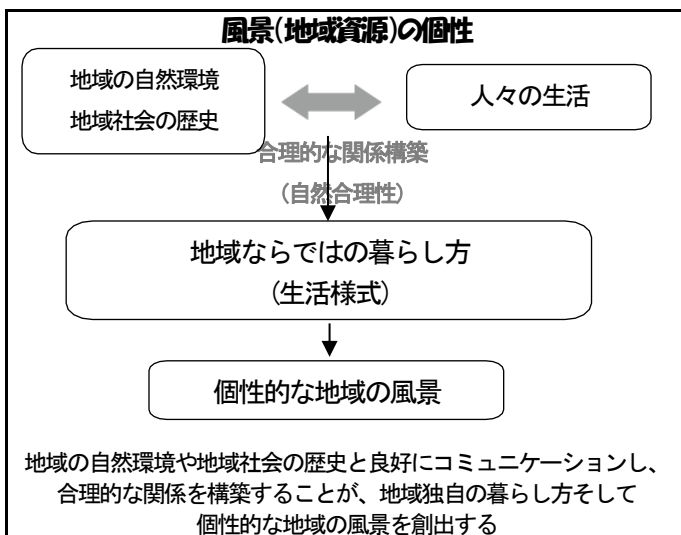 風景(地域資源)の個性
地域の自然環境
地域社会の歴史
人々の生活
合理的な関係構築
(自然合理性)
地域ならではの暮らし方
(生活様式)
個性的な地域の風景
地域の自然環境や地域社会の歴史と良好にコミュニケーションし、
合理的な関係を構築することが、地域独自の暮らし方そして
個性的な地域の風景を創出する